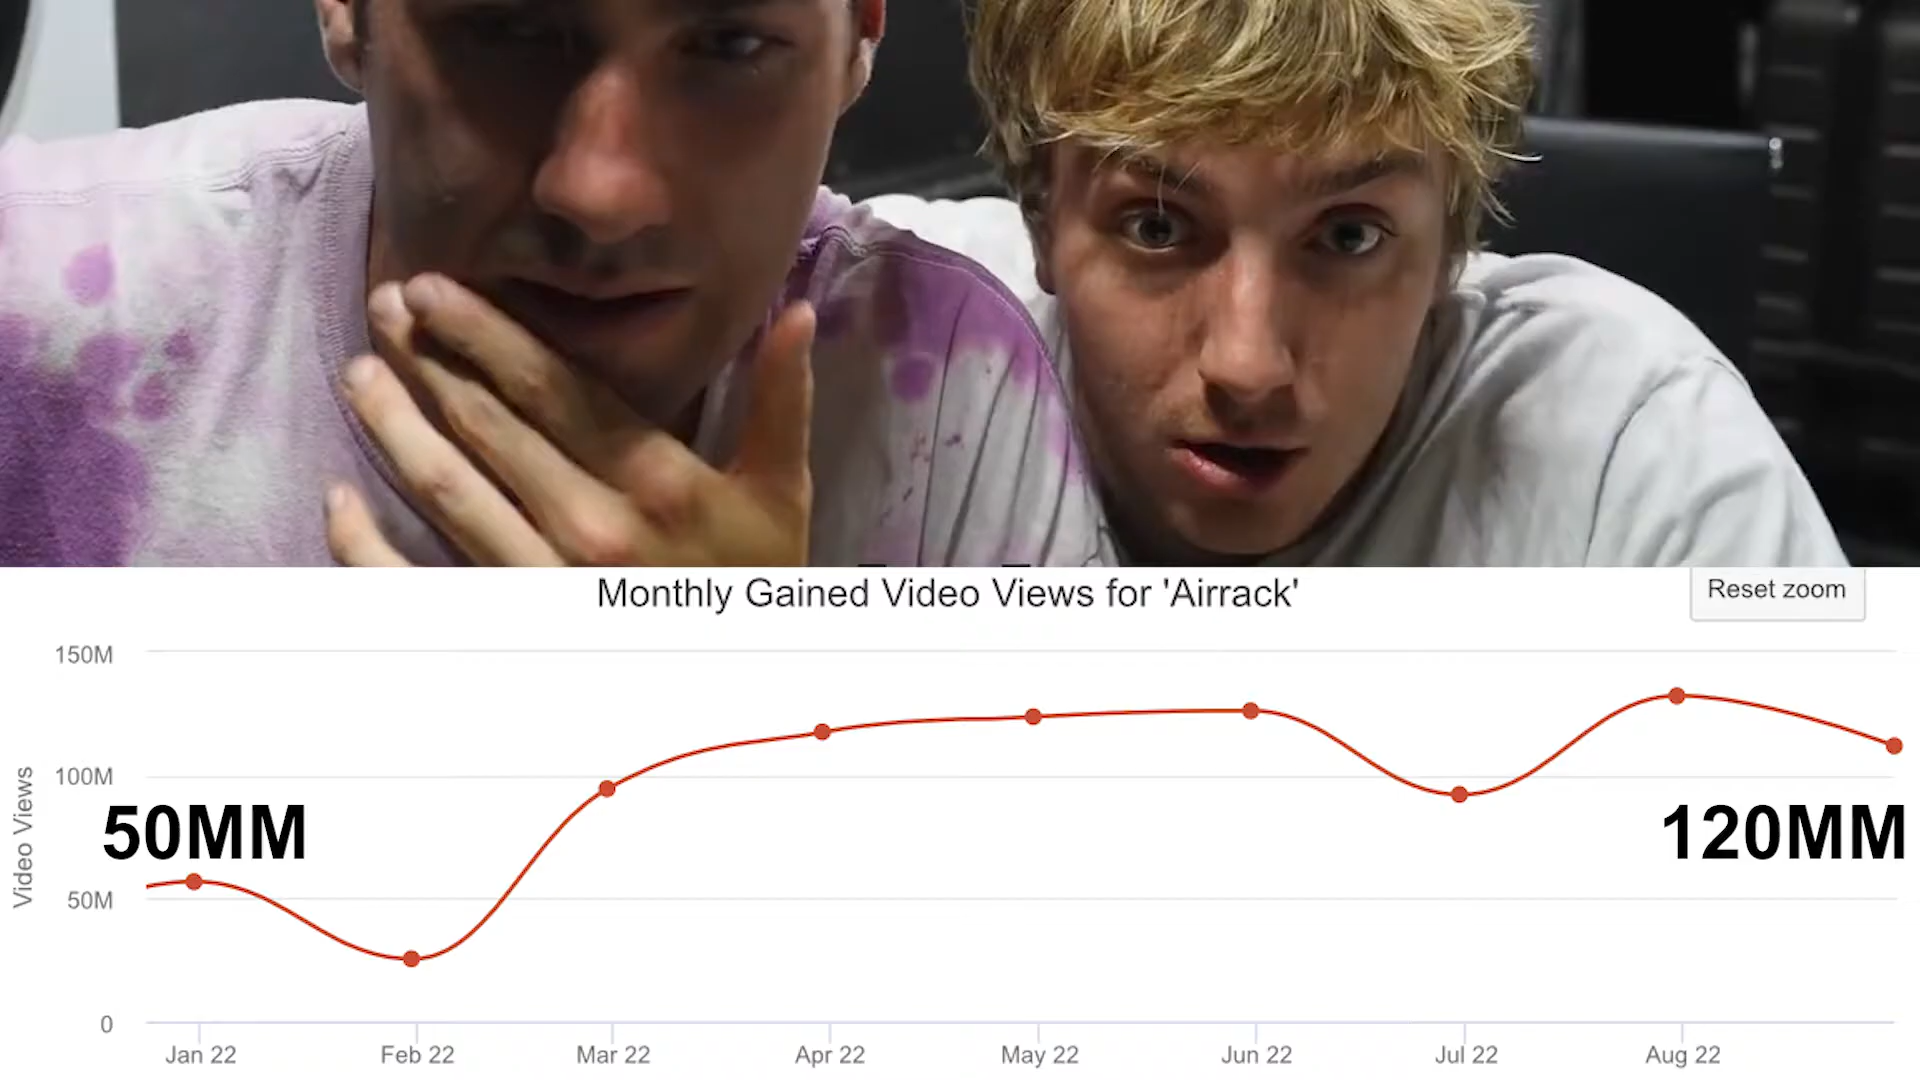 Monthly Gained Video Views for 'Airrack'
Reset zoom
150M
100M
50M
0
Video Views
50MM
120MM
Jan 22
Feb 22
Mar 22
Apr 22
May 22
Jun 22
Jul 22
Aug 22